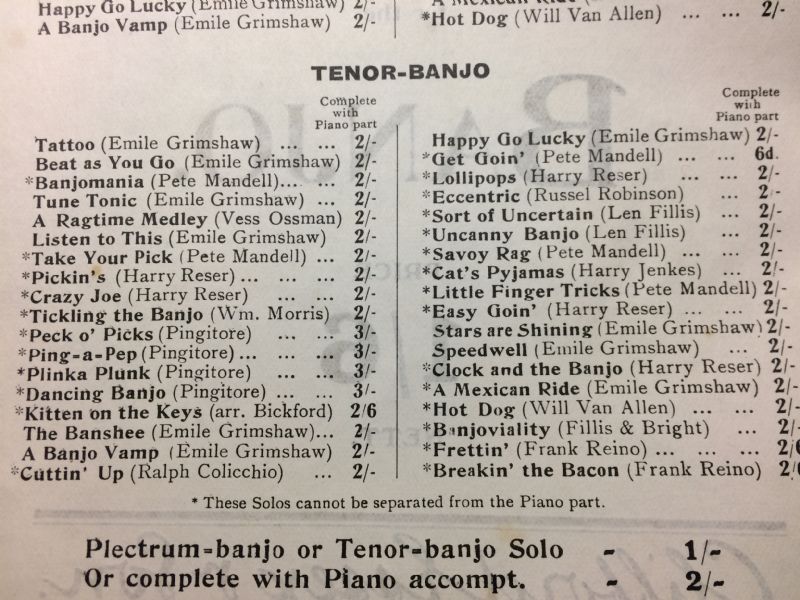 Happy Go Lucky (Emile Grimshaw) 2/-
A Banjo Vamp (Emile Grimshaw) 2/-
A Mexican Ride
*Hot Dog (Will Van Allen) ... ... 2/-
TENOR-BANJO
Complete
with
Piano part
Tattoo (Emile Grimshaw) ... ... 2/-
Beat as You Go (Emile Grimshaw) 2/-
*Banjomania (Pete Mandell)... ... 2/-
Tune Tonic (Emile Grimshaw) ... 2/-
A Ragtime Medley (Vess Ossman) 2/-
Listen to This (Emile Grimshaw) 2/-
*Take Your Pick (Pete Mandell) ... 2/-
*Pickin's (Harry Reser) ... ... ... 2/-
*Crazy Joe (Harry Reser) ... ... 2/-
*Tickling the Banjo (Wm. Morris) 2/-
*Peck o' Picks (Pingitore) ... ... 3/-
*Ping-a-Pep (Pingitore) ... ... ... 3/-
*Plinka Plunk (Pingitore) ... ... 3/-
*Dancing Banjo (Pingitore) ... ... 3/-
*Kitten on the Keys (arr. Bickford) 2/6
The Banshee (Emile Grimshaw)... 2/-
A Banjo Vamp (Emile Grimshaw) 2/-
*Cuttin' Up (Ralph Colicchio) ... 2/-
Complete
with
Piano part
Happy Go Lucky (Emile Grimshaw) 2/-
*Get Goin' (Pete Mandell) ... ... 6d.
*Lollipops (Harry Reser) ... ... 2/-
*Eccentric (Russel Robinson) ... 2/-
*Sort of Uncertain (Len Fillis) ... 2/-
*Uncanny Banjo (Len Fillis) ... 2/-
*Savoy Rag (Pete Mandell) ... ... 2/-
*Cat's Pyjamas (Harry Jenkes) ... 2/-
*Little Finger Tricks (Pete Mandell) 2/-
*Easy Goin' (Harry Reser) ... ... 2/-
Stars are Shining (Emile Grimshaw) 2/-
Speedwell (Emile Grimshaw) ... 2/-
*Clock and the Banjo (Harry Reser) 2/-
*A Mexican Ride (Emile Grimshaw) 2/-
*Hot Dog (Will Van Allen) ... ... 2/-
*Banjoviality (Fillis & Bright) ... 2/-
*Frettin' (Frank Reino) ... ... ... 2/6
*Breakin' the Bacon (Frank Reino) 2/6
* These Solos cannot be separated from the Piano part.
Plectrum-banjo or Tenor-banjo Solo - 1/-
Or complete with Piano accompt. - 2/-